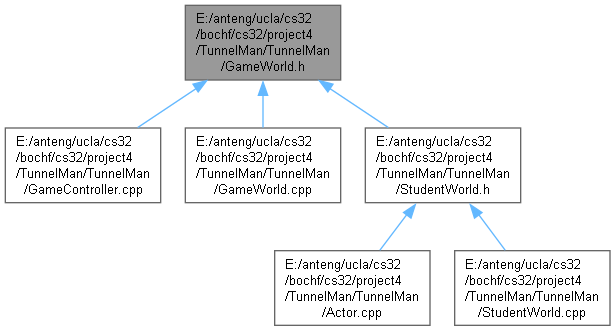 E:/anteng/ucla/cs32
/bochf/cs32/project4
/TunnelMan/TunnelMan
/GameWorld.h
E:/anteng/ucla/cs32
/bochf/cs32/project4
/TunnelMan/TunnelMan
/GameController.cpp
E:/anteng/ucla/cs32
/bochf/cs32/project4
/TunnelMan/TunnelMan
/GameWorld.cpp
E:/anteng/ucla/cs32
/bochf/cs32/project4
/TunnelMan/TunnelMan
/StudentWorld.h
E:/anteng/ucla/cs32
/bochf/cs32/project4
/TunnelMan/TunnelMan
/Actor.cpp
E:/anteng/ucla/cs32
/bochf/cs32/project4
/TunnelMan/TunnelMan
/StudentWorld.cpp